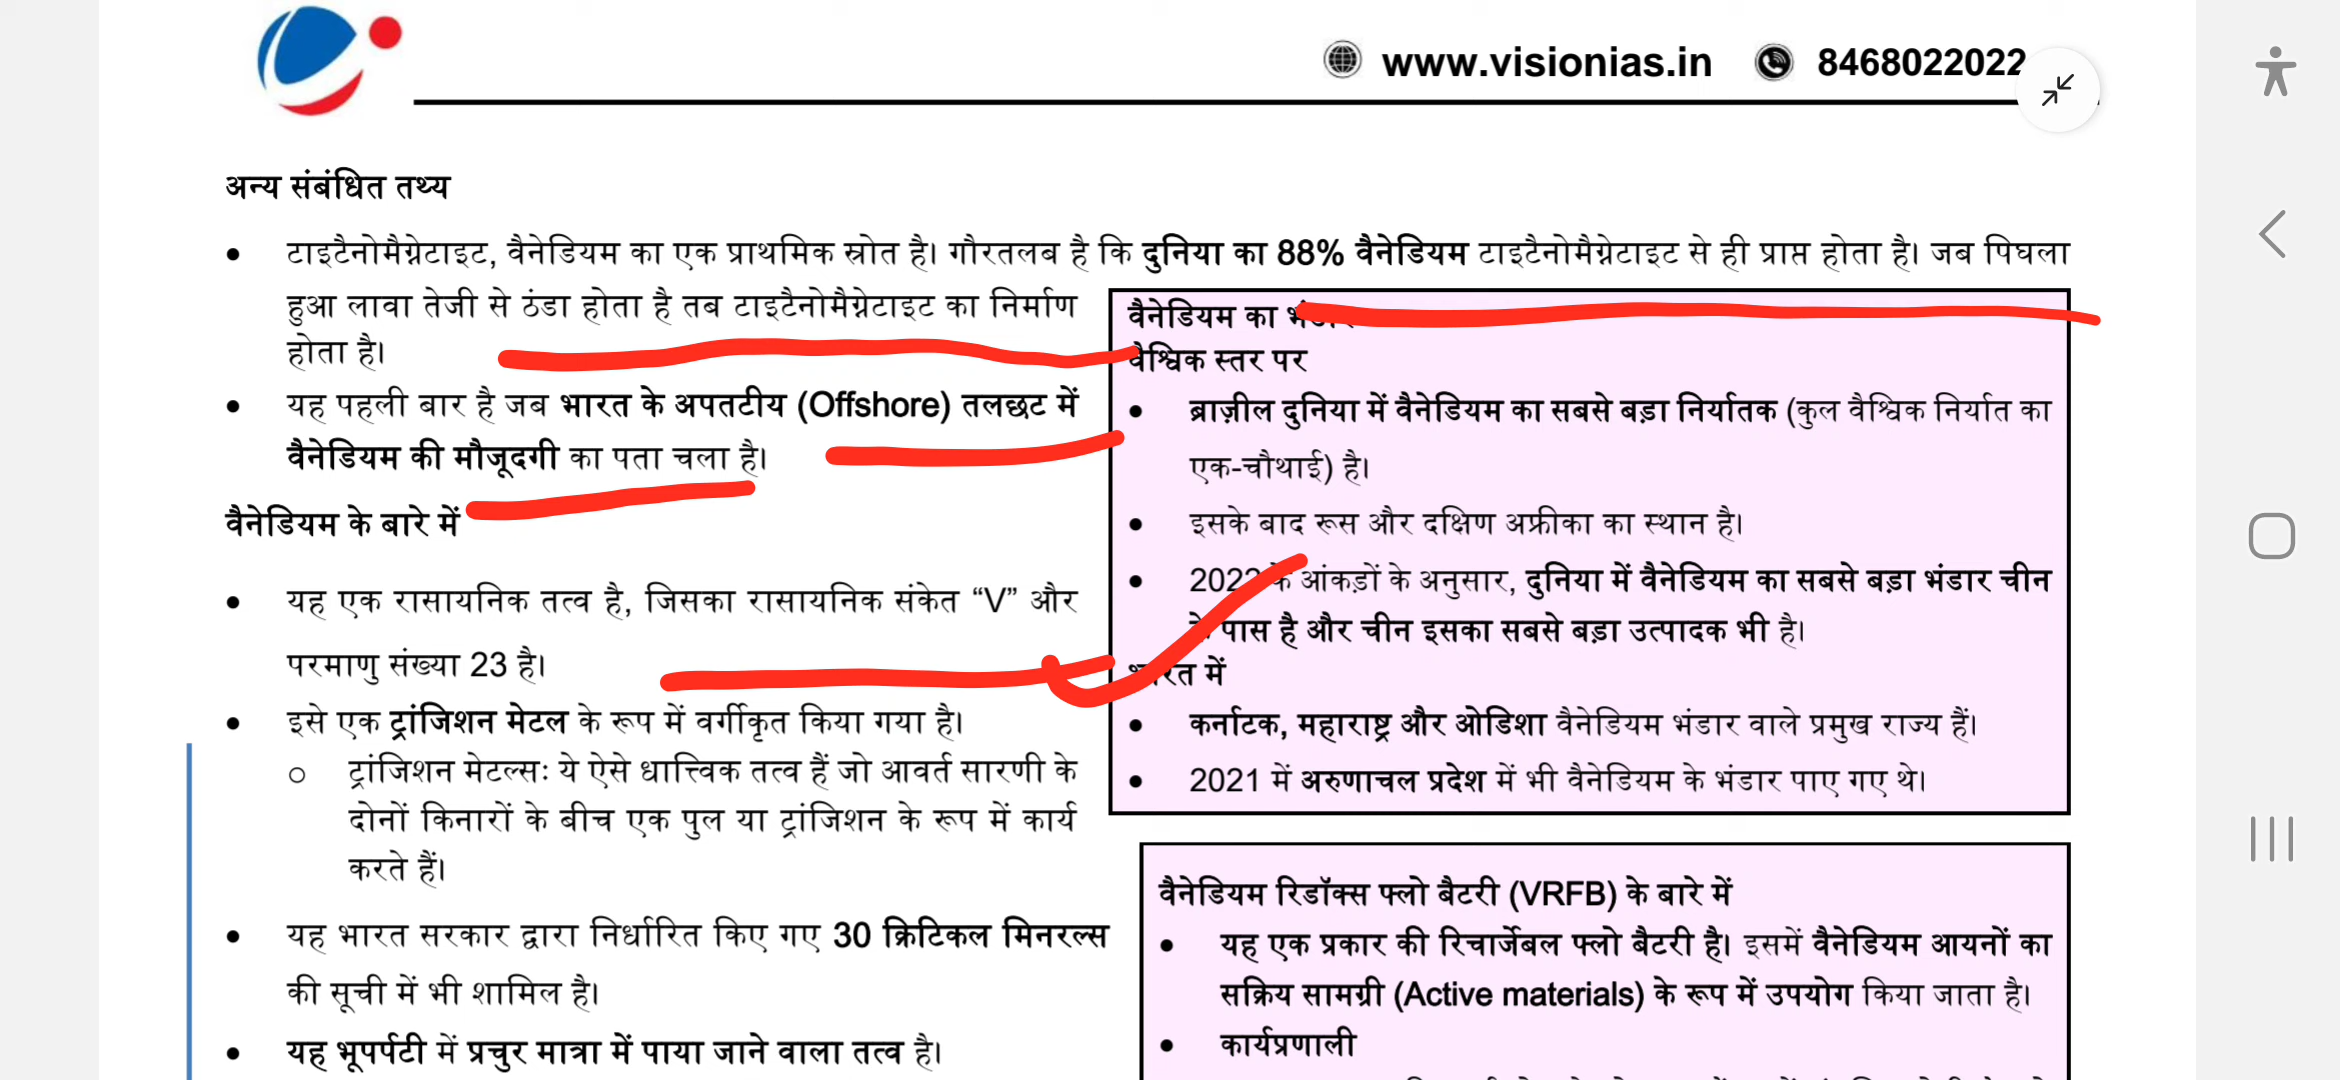 www.visionias.in 8468022022
अन्य संबंधित तथ्य
• टाइटैनोमैग्नेटाइट, वैनेडियम का एक प्राथमिक स्रोत है। गौरतलब है कि दुनिया का 88% वैनेडियम टाइटैनोमैग्नेटाइट से ही प्राप्त होता है। जब पिघला
हुआ लावा तेजी से ठंडा होता है तब टाइटैनोमैग्नेटाइट का निर्माण
होता है।
• यह पहली बार है जब भारत के अपतटीय (Offshore) तलछट में
वैनेडियम की मौजूदगी का पता चला है।
वैनेडियम के बारे में
• यह एक रासायनिक तत्व है, जिसका रासायनिक संकेत “V” और
परमाणु संख्या 23 है।
• इसे एक ट्रांजिशन मेटल के रूप में वर्गीकृत किया गया है।
○ ट्रांजिशन मेटल्सः ये ऐसे धात्त्विक तत्व हैं जो आवर्त सारणी के
दोनों किनारों के बीच एक पुल या ट्रांजिशन के रूप में कार्य
करते हैं।
• यह भारत सरकार द्वारा निर्धारित किए गए 30 क्रिटिकल मिनरल्स
की सूची में भी शामिल है।
• यह भूपर्पटी में प्रचुर मात्रा में पाया जाने वाला तत्व है।
वैनेडियम का
वैश्विक स्तर पर
• ब्राज़ील दुनिया में वैनेडियम का सबसे बड़ा निर्यातक (कुल वैश्विक निर्यात का
एक-चौथाई) है।
• इसके बाद रूस और दक्षिण अफ्रीका का स्थान है।
• के आंकड़ों के अनुसार, दुनिया में वैनेडियम का सबसे बड़ा भंडार चीन
के पास है और चीन इसका सबसे बड़ा उत्पादक भी है।
भारत में
• कर्नाटक, महाराष्ट्र और ओडिशा वैनेडियम भंडार वाले प्रमुख राज्य हैं।
• 2021 में अरुणाचल प्रदेश में भी वैनेडियम के भंडार पाए गए थे।
वैनेडियम रिडॉक्स फ्लो बैटरी (VRFB) के बारे में
• यह एक प्रकार की रिचार्जेबल फ्लो बैटरी है। इसमें वैनेडियम आयनों का
सक्रिय सामग्री (Active materials) के रूप में उपयोग किया जाता है।
• कार्यप्रणाली